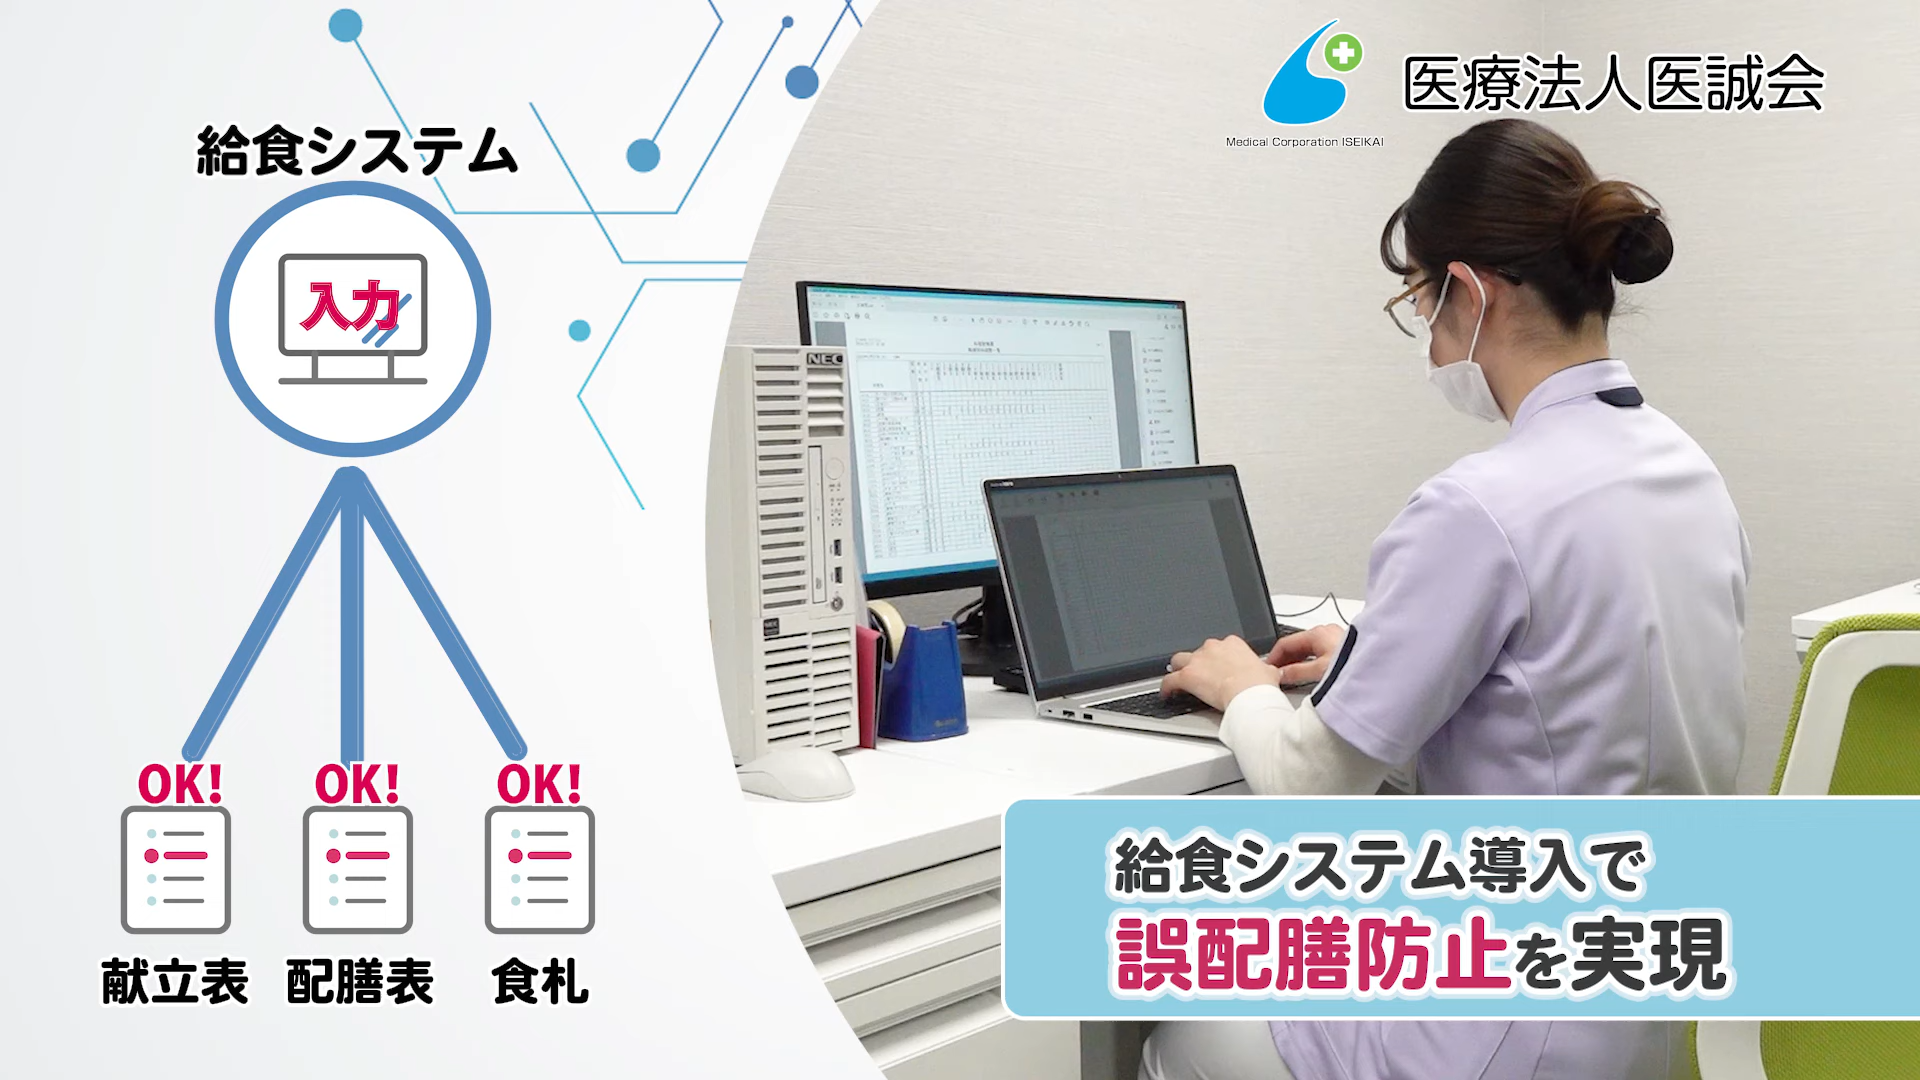 医療法人医誠会
Medical Corporation ISEIKAI
給食システム
入力
OK!
OK!
OK!
献立表
配膳表
食札
NEC
給食システム導入で
誤配膳防止を実現